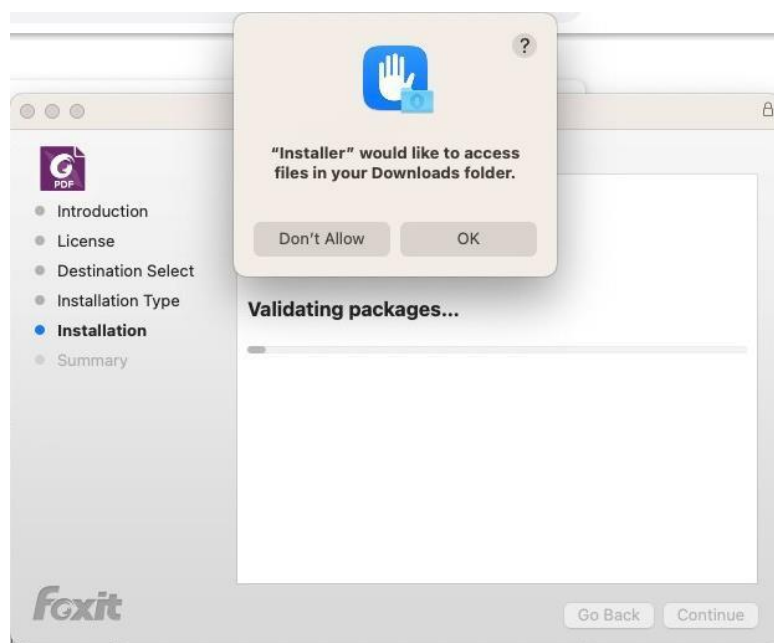 ?
“Installer” would like to access
files in your Downloads folder.
Don’t Allow
OK
G
PDF
Introduction
License
Destination Select
Installation Type
Installation
Summary
Validating packages...
Foxit
Go Back
Continue